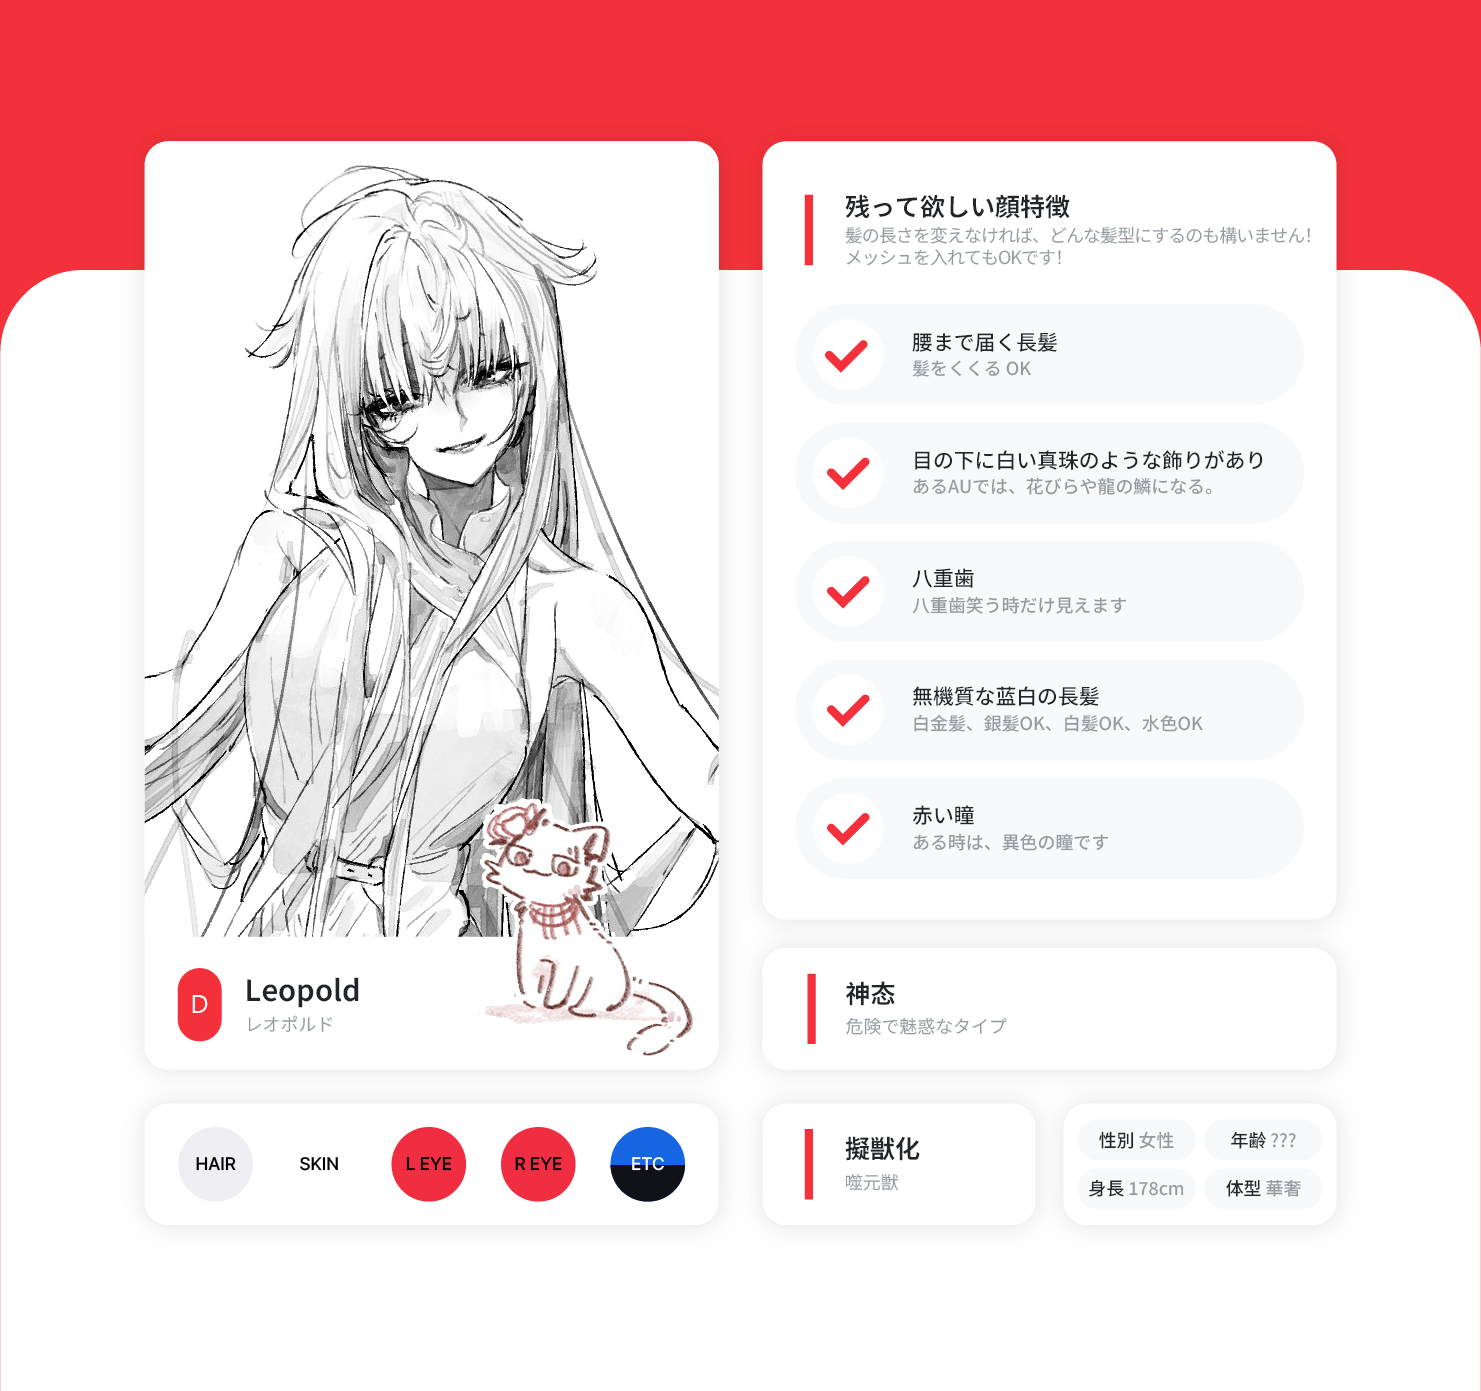 残って欲しい顔特徴
髪の長さを変えなければ、どんな髪型にするのも構いません!
メッシュを入れてもOKです!
腰まで届く長髪
髪をくくる OK
目の下に白い真珠のような飾りがあり
あるAUでは、花びらや龍の鱗になる。
八重歯
八重歯笑う時だけ見えます
無機質な蓝白の長髪
白金髪、銀髪OK、白髪OK、水色OK
赤い瞳
ある時は、異色の瞳です
D
Leopold
レオポルド
神态
危険で魅惑なタイプ
HAIR
SKIN
L EYE
R EYE
ETC
擬獣化
噬元獣
性別 女性
年齢 ???
身長 178cm
体型 華奢